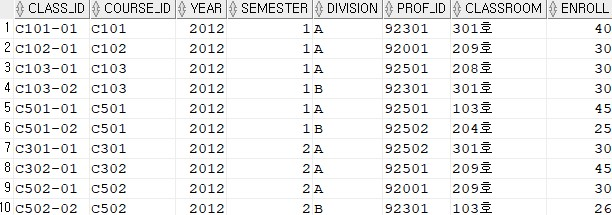 CLASS_ID COURSE_ID YEAR SEMESTER DIVISION PROF_ID CLASSROOM ENROLL
1 C101-01 C101 2012 1 A 92301 301호 40
2 C102-01 C102 2012 1 A 92001 209호 30
3 C103-01 C103 2012 1 A 92501 208호 30
4 C103-02 C103 2012 1 B 92301 301호 30
5 C501-01 C501 2012 1 A 92501 103호 45
6 C501-02 C501 2012 1 B 92502 204호 25
7 C301-01 C301 2012 2 A 92502 301호 30
8 C302-01 C302 2012 2 A 92501 209호 45
9 C502-01 C502 2012 2 A 92001 209호 30
10 C502-02 C502 2012 2 B 92301 103호 26